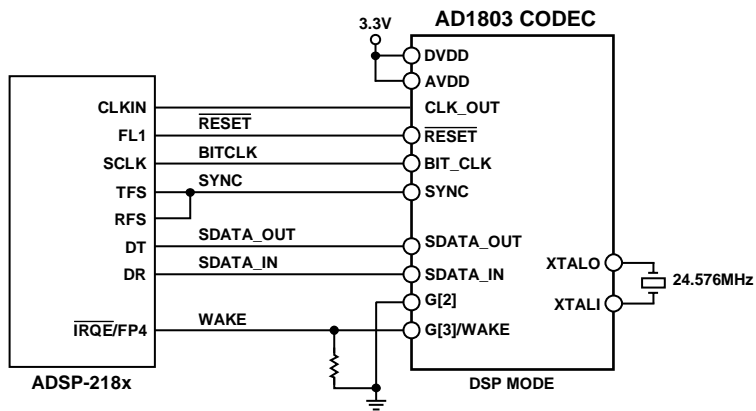 AD1803 CODEC
3.3V
DVDD
AVDD
CLKIN CLK_OUT
FL1 RESET RESET
SCLK BITCLK BIT_CLK
TFS SYNC SYNC
RFS
DT SDATA_OUT SDATA_OUT
DR SDATA_IN SDATA_IN
XTALO
24.576MHz
XTALI
G[2]
IRQE/FP4 WAKE G[3]/WAKE
ADSP-218x
DSP MODE